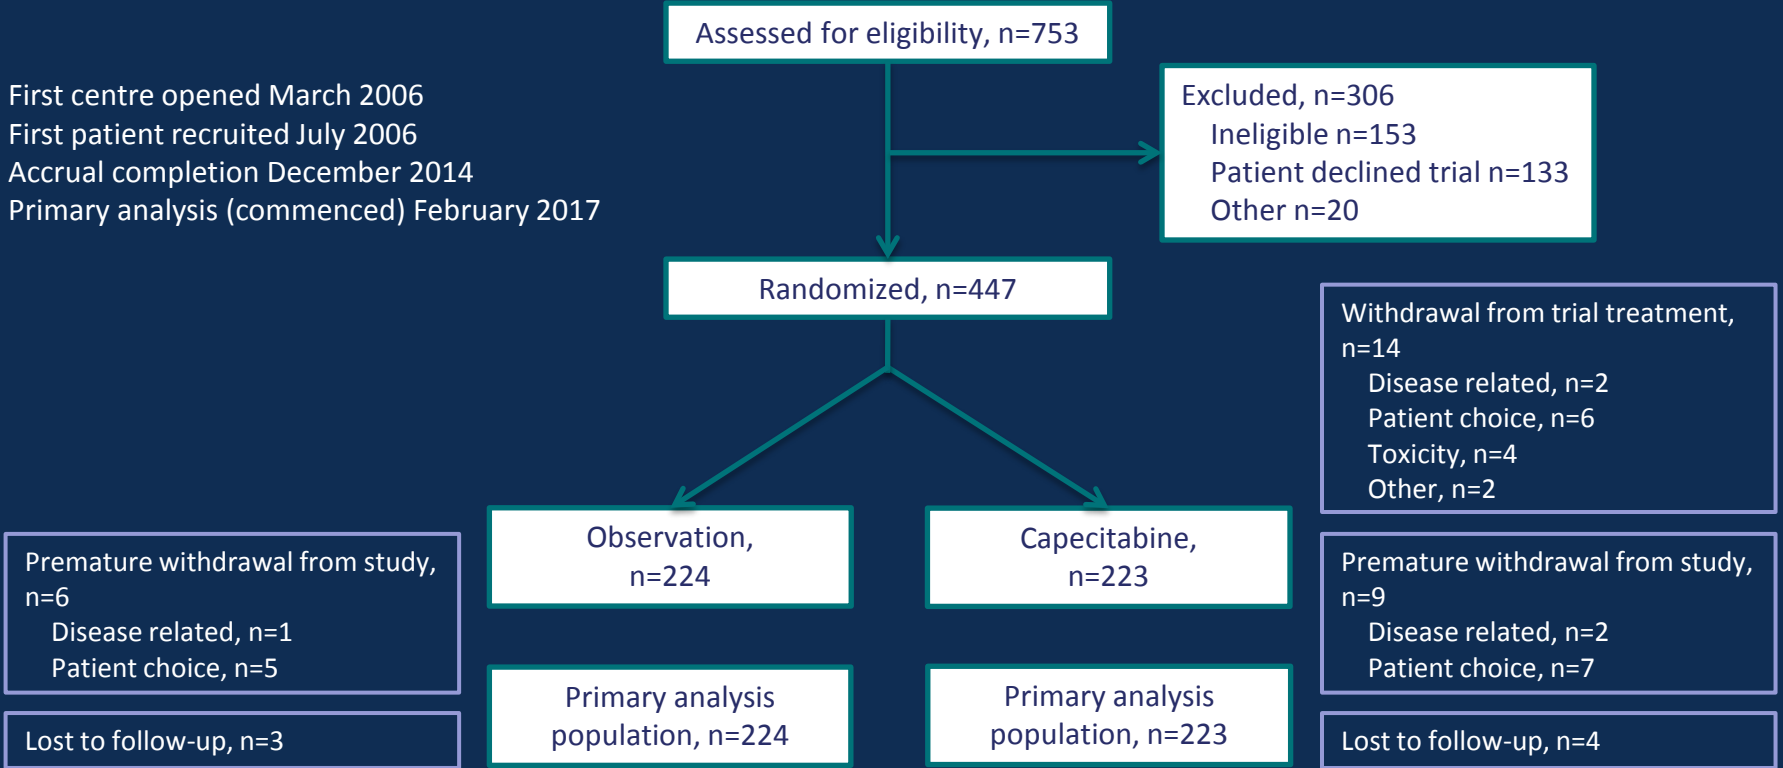 Assessed for eligibility, n=753
First centre opened March 2006
First patient recruited July 2006
Accrual completion December 2014
Primary analysis (commenced) February 2017
Excluded, n=306
Ineligible n=153
Patient declined trial n=133
Other n=20
Randomized, n=447
Withdrawal from trial treatment,
n=14
Disease related, n=2
Patient choice, n=6
Toxicity, n=4
Other, n=2
Observation,
n=224
Capecitabine,
n=223
Premature withdrawal from study,
n=6
Disease related, n=1
Patient choice, n=5
Premature withdrawal from study,
n=9
Disease related, n=2
Patient choice, n=7
Primary analysis
population, n=224
Primary analysis
population, n=223
Lost to follow-up, n=3
Lost to follow-up, n=4